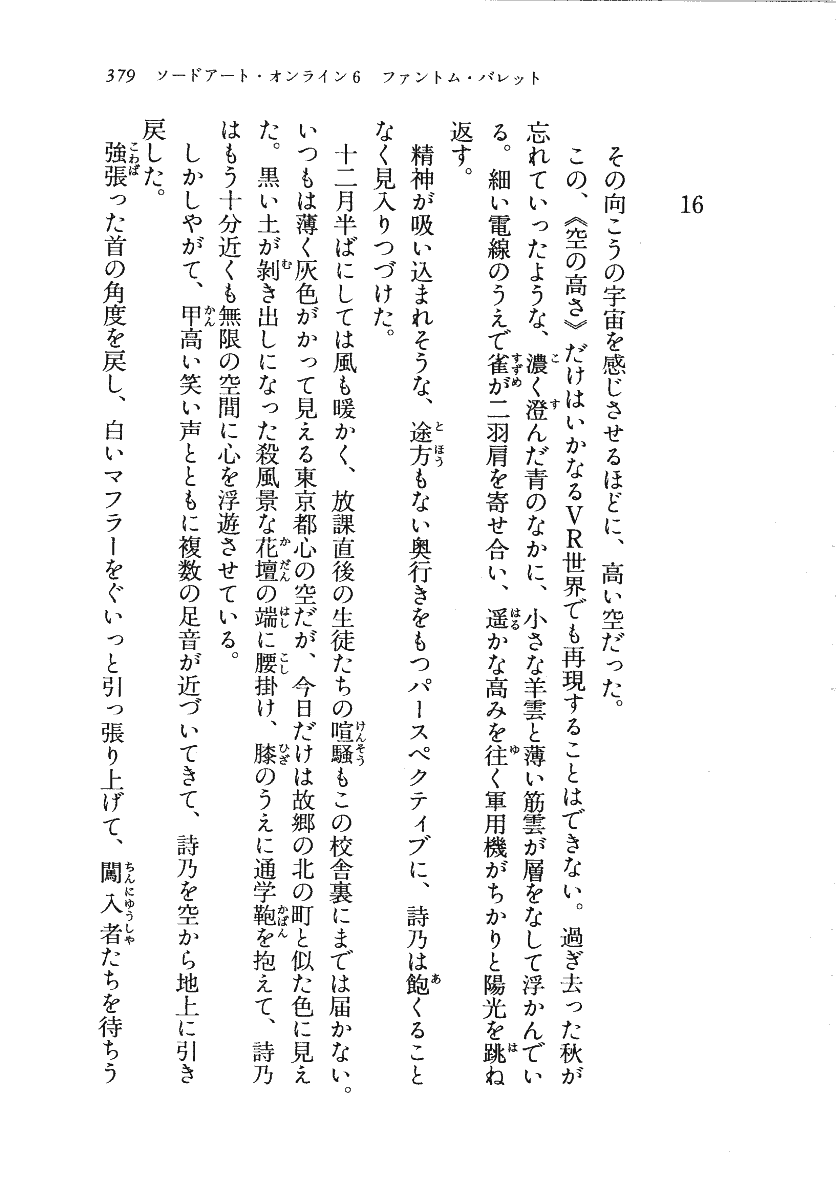 379 ソードアート・オンライン6 ファントム・バレット
16
その向こうの宇宙を感じさせるほどに、高い空だった。
この、《空の高さ》だけはいかなるVR世界でも再現することはできない。過ぎ去った秋が
忘れていったような、濃く澄んだ青のなかに、小さな羊雲と薄い筋雲が層をなして浮かんでい
る。細い電線のうえで雀が二羽肩を寄せ合い、遥かな高みを往く軍用機がちかりと陽光を跳ね
返す。
精神が吸い込まれそうな、途方もない奥行きをもつパースペクティブに、詩乃は飽くること
なく見入りつづけた。
十二月半ばにしては風も暖かく、放課直後の生徒たちの喧騒もこの校舎裏にまでは届かない。
いつもは薄く灰色がかって見える東京都心の空だが、今日だけは故郷の北の町と似た色に見え
た。黒い土が剥き出しになった殺風景な花壇の端に腰掛け、膝のうえに通学鞄を抱えて、詩乃
はもう十分近くも無限の空間に心を浮遊させている。
しかしやがて、甲高い笑い声とともに複数の足音が近づいてきて、詩乃を空から地上に引き
戻した。
強張った首の角度を戻し、白いマフラーをぐいっと引っ張り上げて、闖入者たちを待ちう